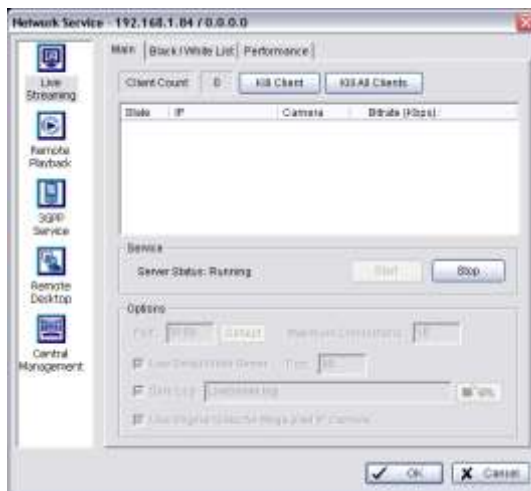 Network Service - 192.168.1.84 / 0.0.0.0
Live Streaming
Remote Playback
3GPP Service
Remote Desktop
Central Management
Main
Black / White List
Performance
Client Count 0
Kill Client
Kill All Clients
State IP Camera Bitrate (Kbps)
Service
Server Status: Running
Start
Stop
Options
Port: Default Maximum Connections:
Port:
OK
Cancel